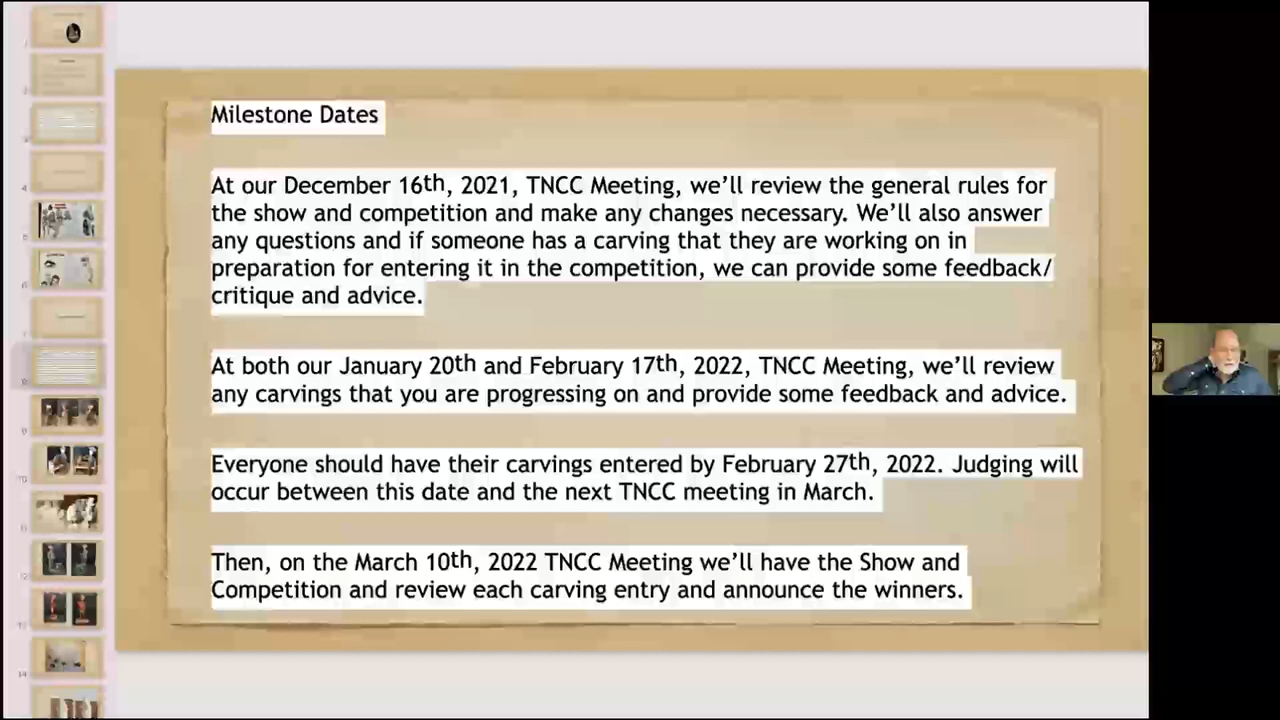 Milestone Dates
At our December 16th, 2021, TNCC Meeting, we’ll review the general rules for
the show and competition and make any changes necessary. We’ll also answer
any questions and if someone has a carving that they are working on in
preparation for entering it in the competition, we can provide some feedback/
critique and advice.
At both our January 20th and February 17th, 2022, TNCC Meeting, we’ll review
any carvings that you are progressing on and provide some feedback and advice.
Everyone should have their carvings entered by February 27th, 2022. Judging will
occur between this date and the next TNCC meeting in March.
Then, on the March 10th, 2022 TNCC Meeting we’ll have the Show and
Competition and review each carving entry and announce the winners.